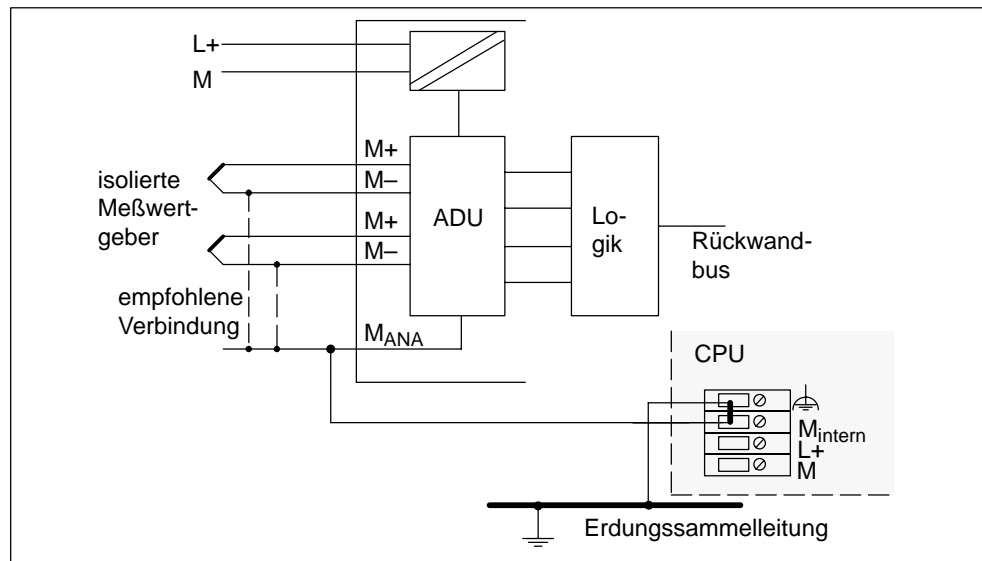 L+
M
M+
M–
M+
M–
isolierte
Meßwert-
geber
ADU
Lo-
gik
Rückwand-
bus
empfohlene
Verbindung
MANA
CPU
Mintern
L+
M
Erdungssammelleitung